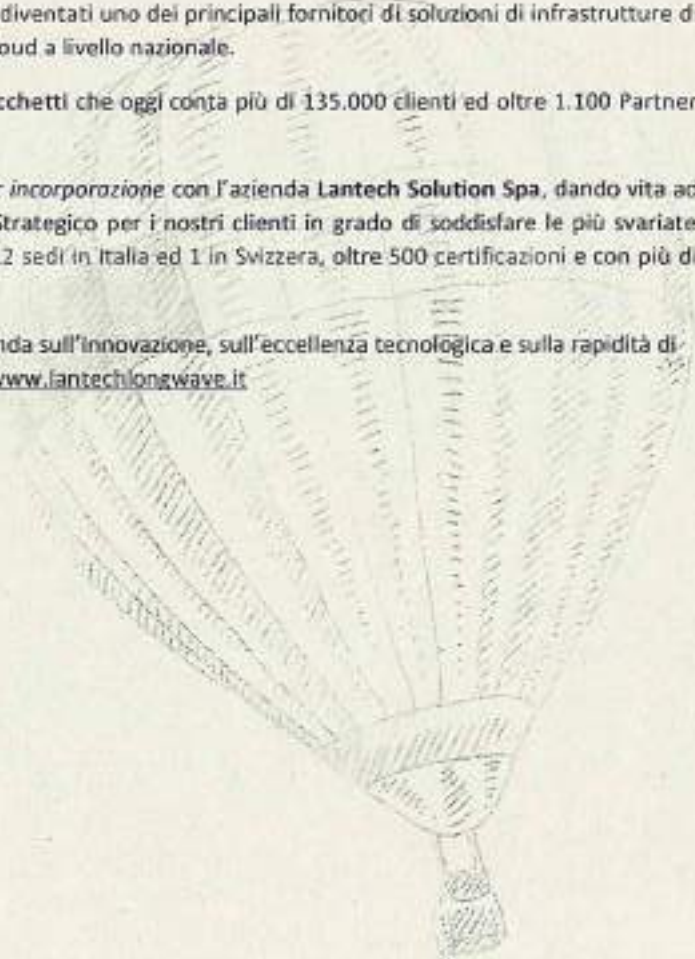 diventati uno dei principali fornitori di soluzioni di infrastrutture d
oud a livello nazionale.
cchetti che oggi conta più di 135.000 clienti ed oltre 1.100 Partner
r incorporazione con l'azienda Lantech Solution Spa, dando vita ad
Strategico per i nostri clienti in grado di soddisfare le più svariate
2 sedi in Italia ed 1 in Svizzera, oltre 500 certificazioni e con più di
nda sull'innovazione, sull'eccellenza tecnologica e sulla rapidità di
www.lantechlongwave.it